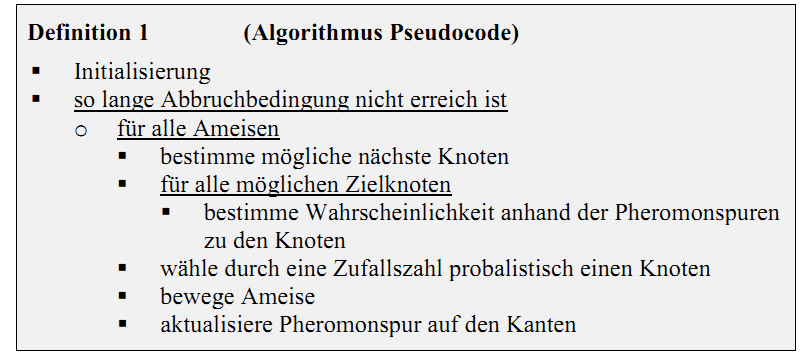 Definition 1 (Algorithmus Pseudocode)
▪ Initialisierung
▪ so lange Abbruchbedingung nicht erreich ist
o für alle Ameisen
▪ bestimme mögliche nächste Knoten
▪ für alle möglichen Zielknoten
▪ bestimme Wahrscheinlichkeit anhand der Pheromonspuren
zu den Knoten
▪ wähle durch eine Zufallszahl probalistisch einen Knoten
▪ bewege Ameise
▪ aktualisiere Pheromonspur auf den Kanten